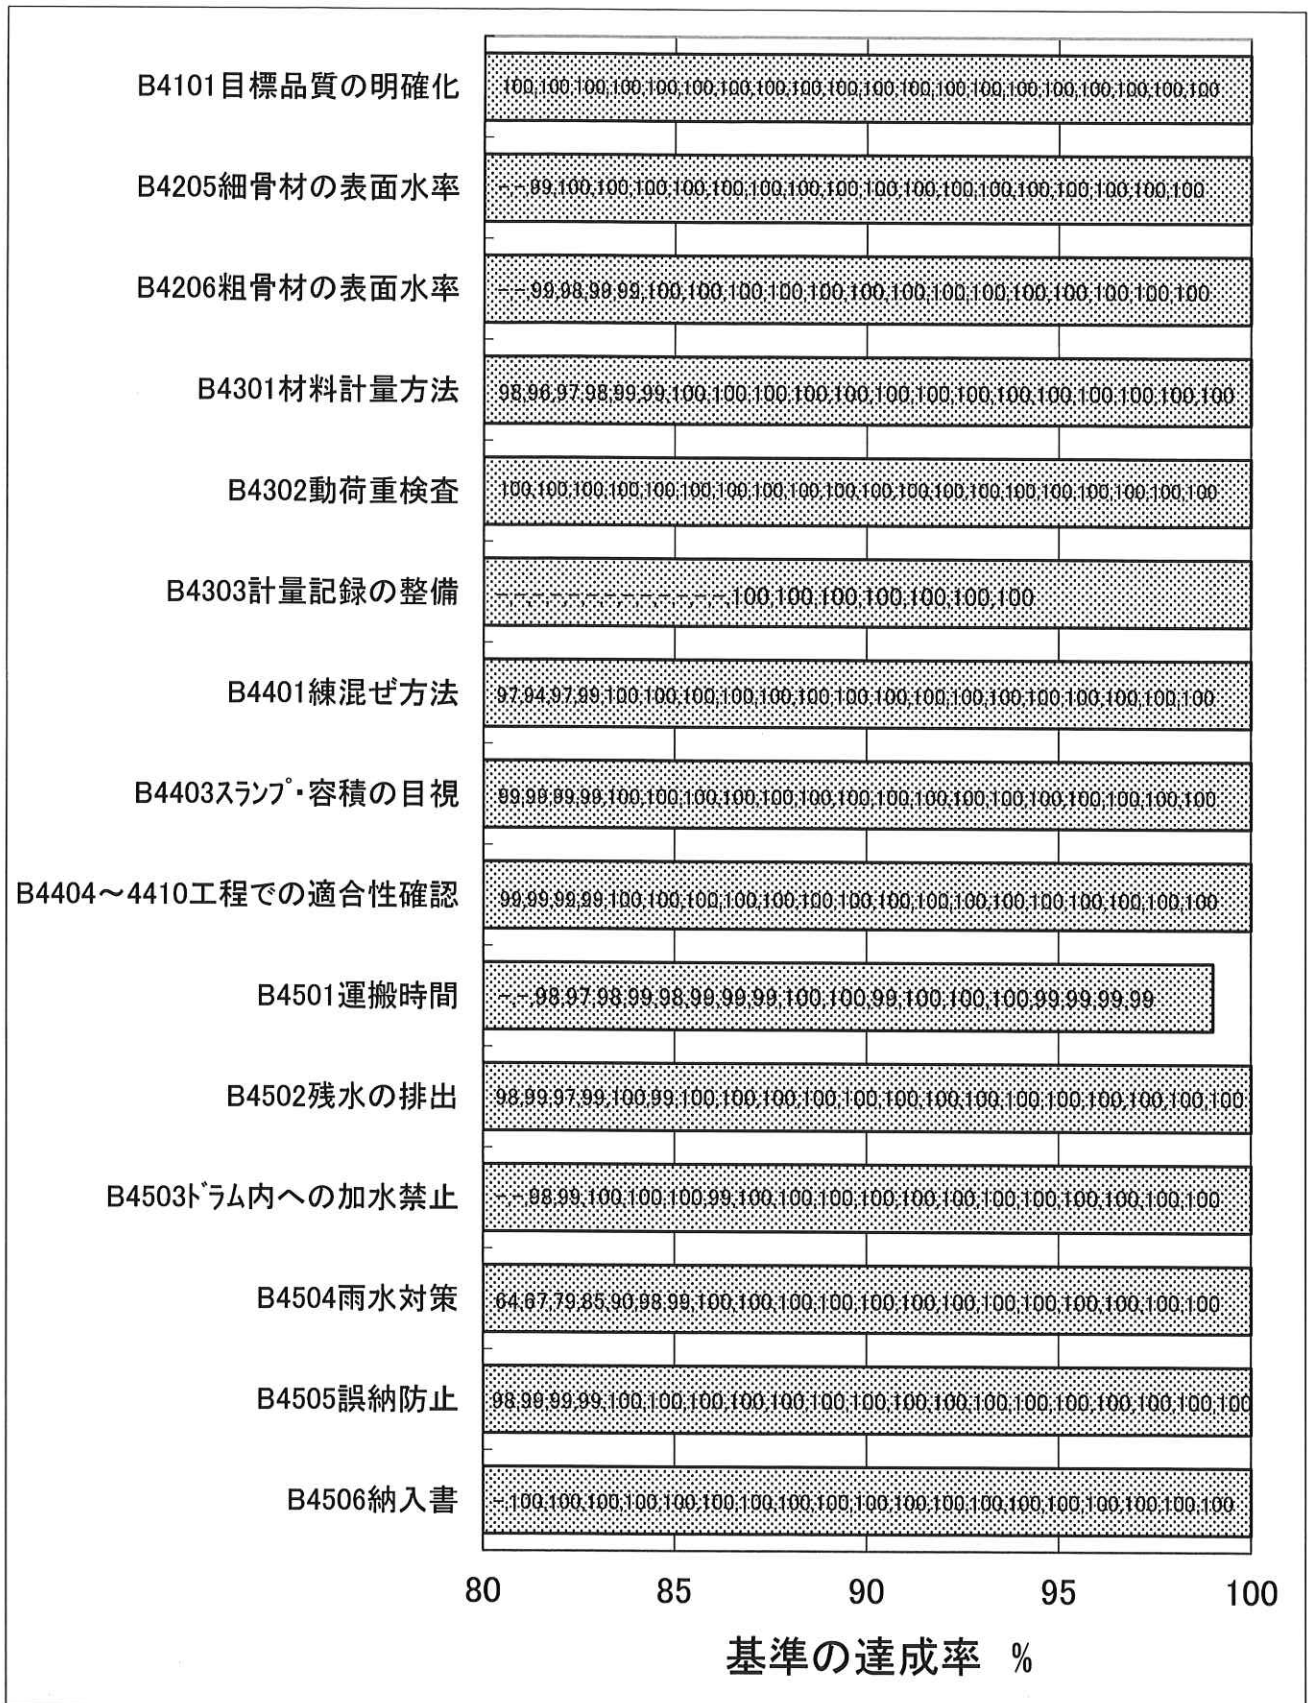 B4101目標品質の明確化 100,100,100,100,100,100,100,100,100,100,100,100,100,100,100,100,100,100,100,100
B4205細骨材の表面水率 -,-,99,100,100,100,100,100,100,100,100,100,100,100,100,100,100,100,100,100
B4206粗骨材の表面水率 -,-,99,98,99,99,100,100,100,100,100,100,100,100,100,100,100,100,100,100
B4301材料計量方法 98,96,97,98,99,99,100,100,100,100,100,100,100,100,100,100,100,100,100,100
B4302動荷重検査 100,100,100,100,100,100,100,100,100,100,100,100,100,100,100,100,100,100,100,100
B4303計量記録の整備 -,-,-,-,-,-,-,-,-,-,-,-,-,100,100,100,100,100,100,100
B4401練混ぜ方法 97,94,97,99,100,100,100,100,100,100,100,100,100,100,100,100,100,100,100,100
B4403スランプ・容積の目視 99,99,99,99,100,100,100,100,100,100,100,100,100,100,100,100,100,100,100,100
B4404～4410工程での適合性確認 99,99,99,99,100,100,100,100,100,100,100,100,100,100,100,100,100,100,100,100
B4501運搬時間 -,-,98,97,98,99,98,99,99,99,100,100,99,100,100,100,99,99,99,99
B4502残水の排出 98,99,97,99,100,99,100,100,100,100,100,100,100,100,100,100,100,100,100,100
B4503ドラム内への加水禁止 -,-,98,99,100,100,100,99,100,100,100,100,100,100,100,100,100,100,100,100
B4504雨水対策 64,67,79,85,90,98,99,100,100,100,100,100,100,100,100,100,100,100,100,100
B4505誤納防止 98,99,99,99,100,100,100,100,100,100,100,100,100,100,100,100,100,100,100,100
B4506納入書 -,100,100,100,100,100,100,100,100,100,100,100,100,100,100,100,100,100,100,100
80 85 90 95 100
基準の達成率 %